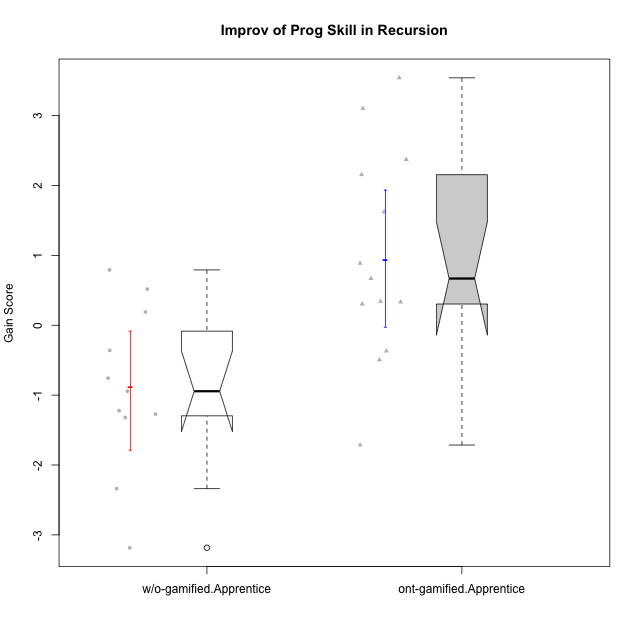 Improv of Prog Skill in Recursion
Gain Score
3
2
1
0
-1
-2
-3
w/o-gamified.Apprentice
ont-gamified.Apprentice